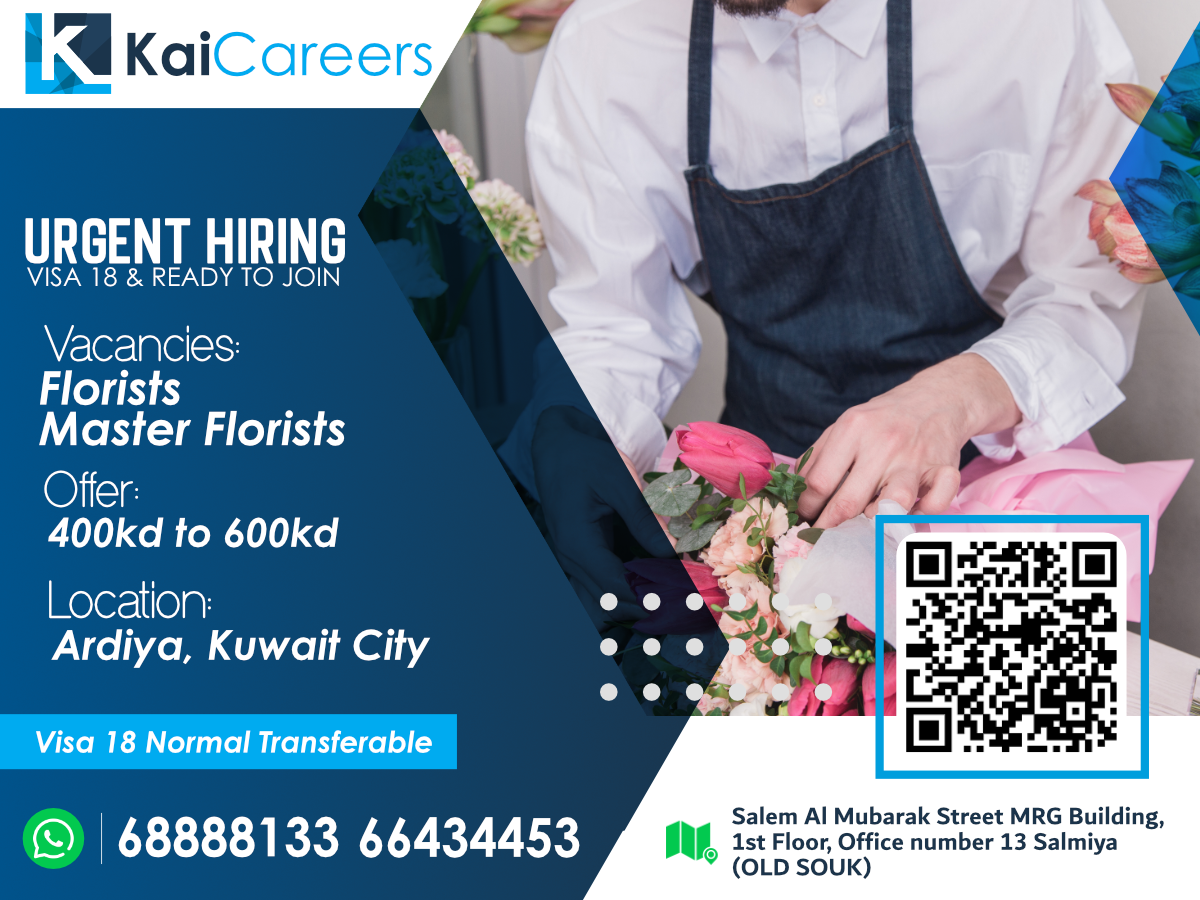 K KaiCareers
URGENT HIRING
VISA 18 & READY TO JOIN
Vacancies:
Florists
Master Florists
Offer:
400kd to 600kd
Location:
Ardiya, Kuwait City
Visa 18 Normal Transferable
68888133 66434453
Salem Al Mubarak Street MRG Building,
1st Floor, Office number 13 Salmiya
(OLD SOUK)